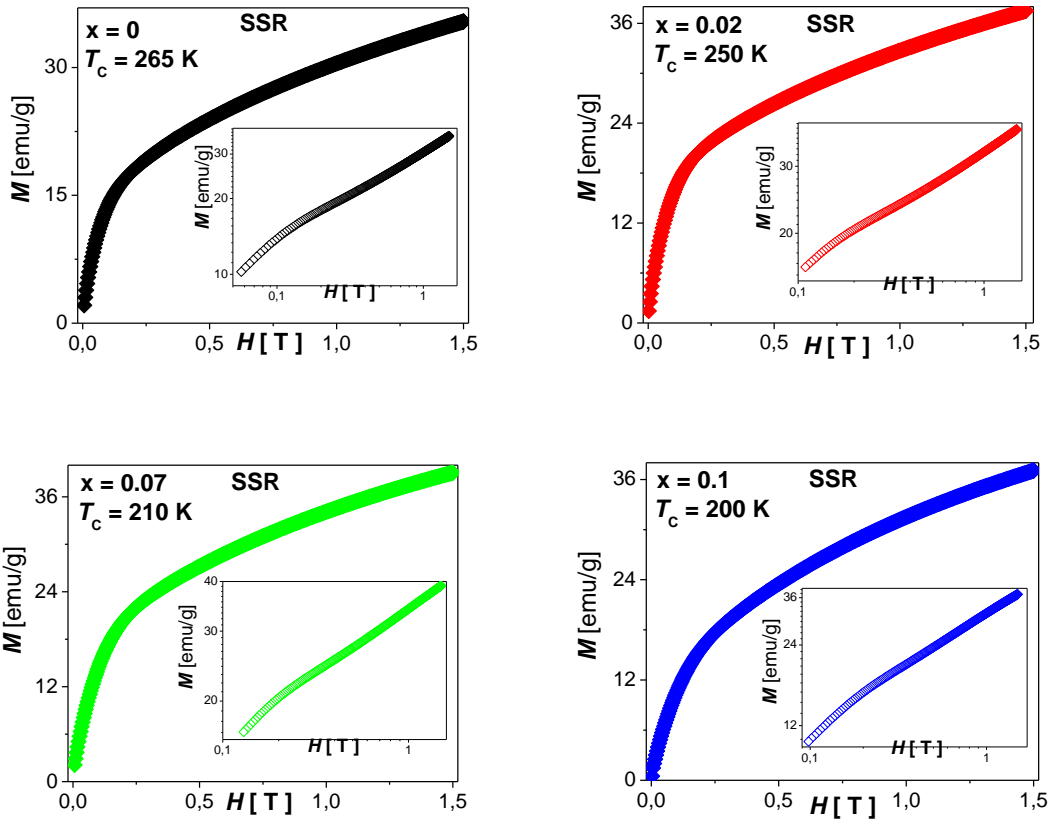 x = 0 SSR
T_C = 265 K
M [emu/g]
30
15
0
0,0 0,5 1,0 1,5
H [ T ]
M [emu/g]
30
20
10
0,1 1
H [ T ]
x = 0.02 SSR
T_C = 250 K
M [emu/g]
36
24
12
0
0,0 0,5 1,0 1,5
H [ T ]
M [emu/g]
30
20
0,1 1
H [ T ]
x = 0.07 SSR
T_C = 210 K
M [emu/g]
36
24
12
0
0,0 0,5 1,0 1,5
H [ T ]
M [emu/g]
40
30
20
0,1 1
H [ T ]
x = 0.1 SSR
T_C = 200 K
M [emu/g]
36
24
12
0
0,0 0,5 1,0 1,5
H [ T ]
M [emu/g]
36
24
12
0,1 1
H [ T ]